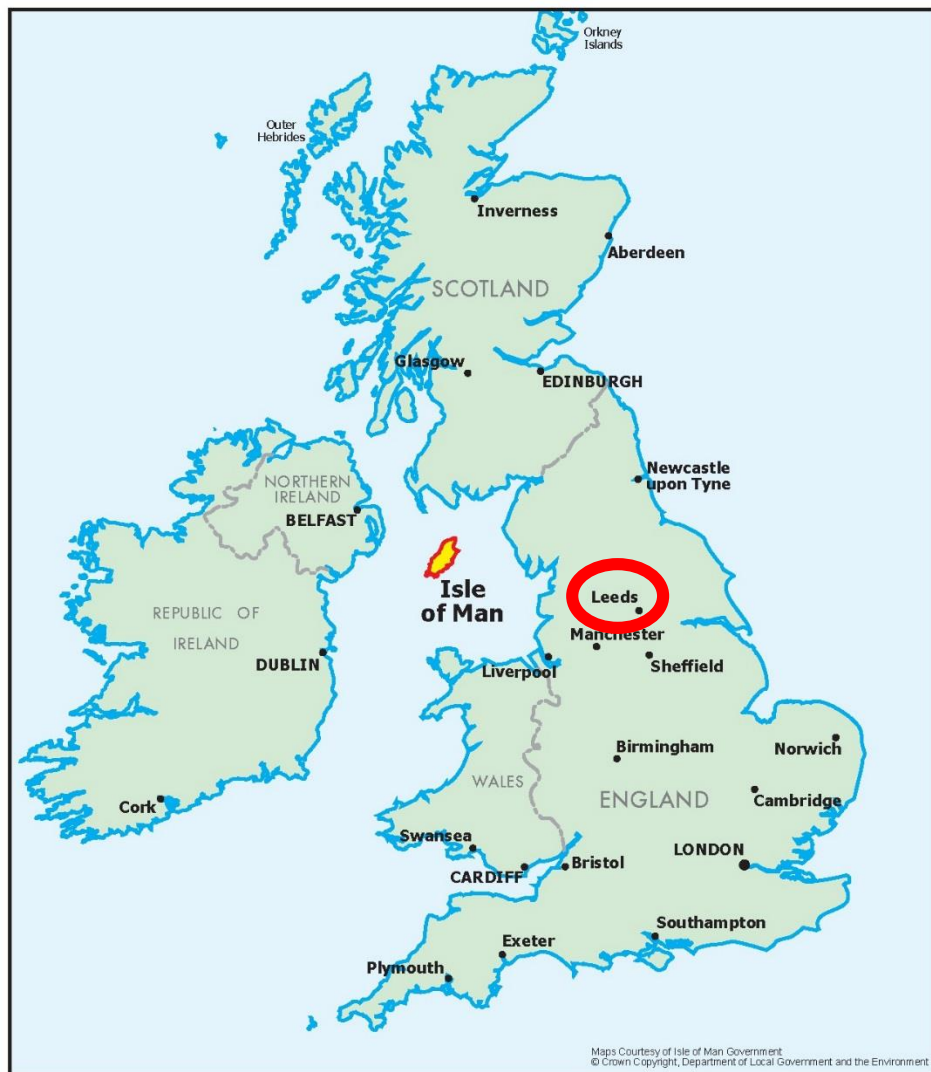 Orkney
Islands
Outer
Hebrides
Inverness
Aberdeen
SCOTLAND
Glasgow
EDINBURGH
Newcastle
upon Tyne
NORTHERN
IRELAND
BELFAST
Isle
of Man
Leeds
REPUBLIC OF
IRELAND
Manchester
DUBLIN
Liverpool
Sheffield
Birmingham
Norwich
WALES
ENGLAND
Cambridge
Cork
Swansea
LONDON
CARDIFF
Bristol
Southampton
Exeter
Plymouth
Maps Courtesy of Isle of Man Government
© Crown Copyright, Department of Local Government and the Environment